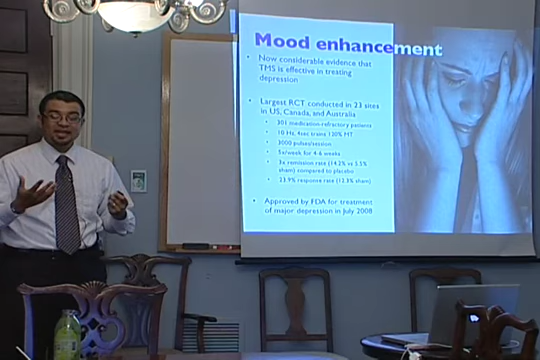 Mood enhancement
• Now considerable evidence that
TMS is effective in treating
depression
• Largest RCT conducted in 23 sites
in US, Canada, and Australia
• 301 medication refractory patients
• 10 Hz, 4sec trains 120% MT
• 3000 pulses/session
• 5x/week for 4-6 weeks
• 3x remission rate (14.2% vs 5.5%
sham) compared to placebo
• 23.9% response rate (12.3% sham)
• Approved by FDA for treatment
of major depression in July 2008